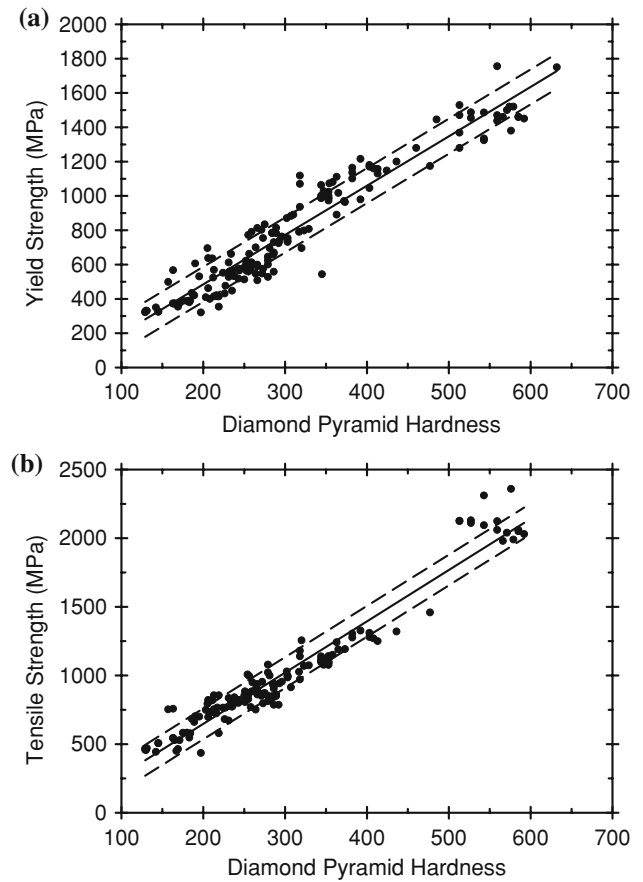 (a)
2000
1800
1600
1400
1200
1000
800
600
400
200
0
Yield Strength (MPa)
100 200 300 400 500 600 700
Diamond Pyramid Hardness
(b)
2500
2000
1500
1000
500
0
Tensile Strength (MPa)
100 200 300 400 500 600 700
Diamond Pyramid Hardness